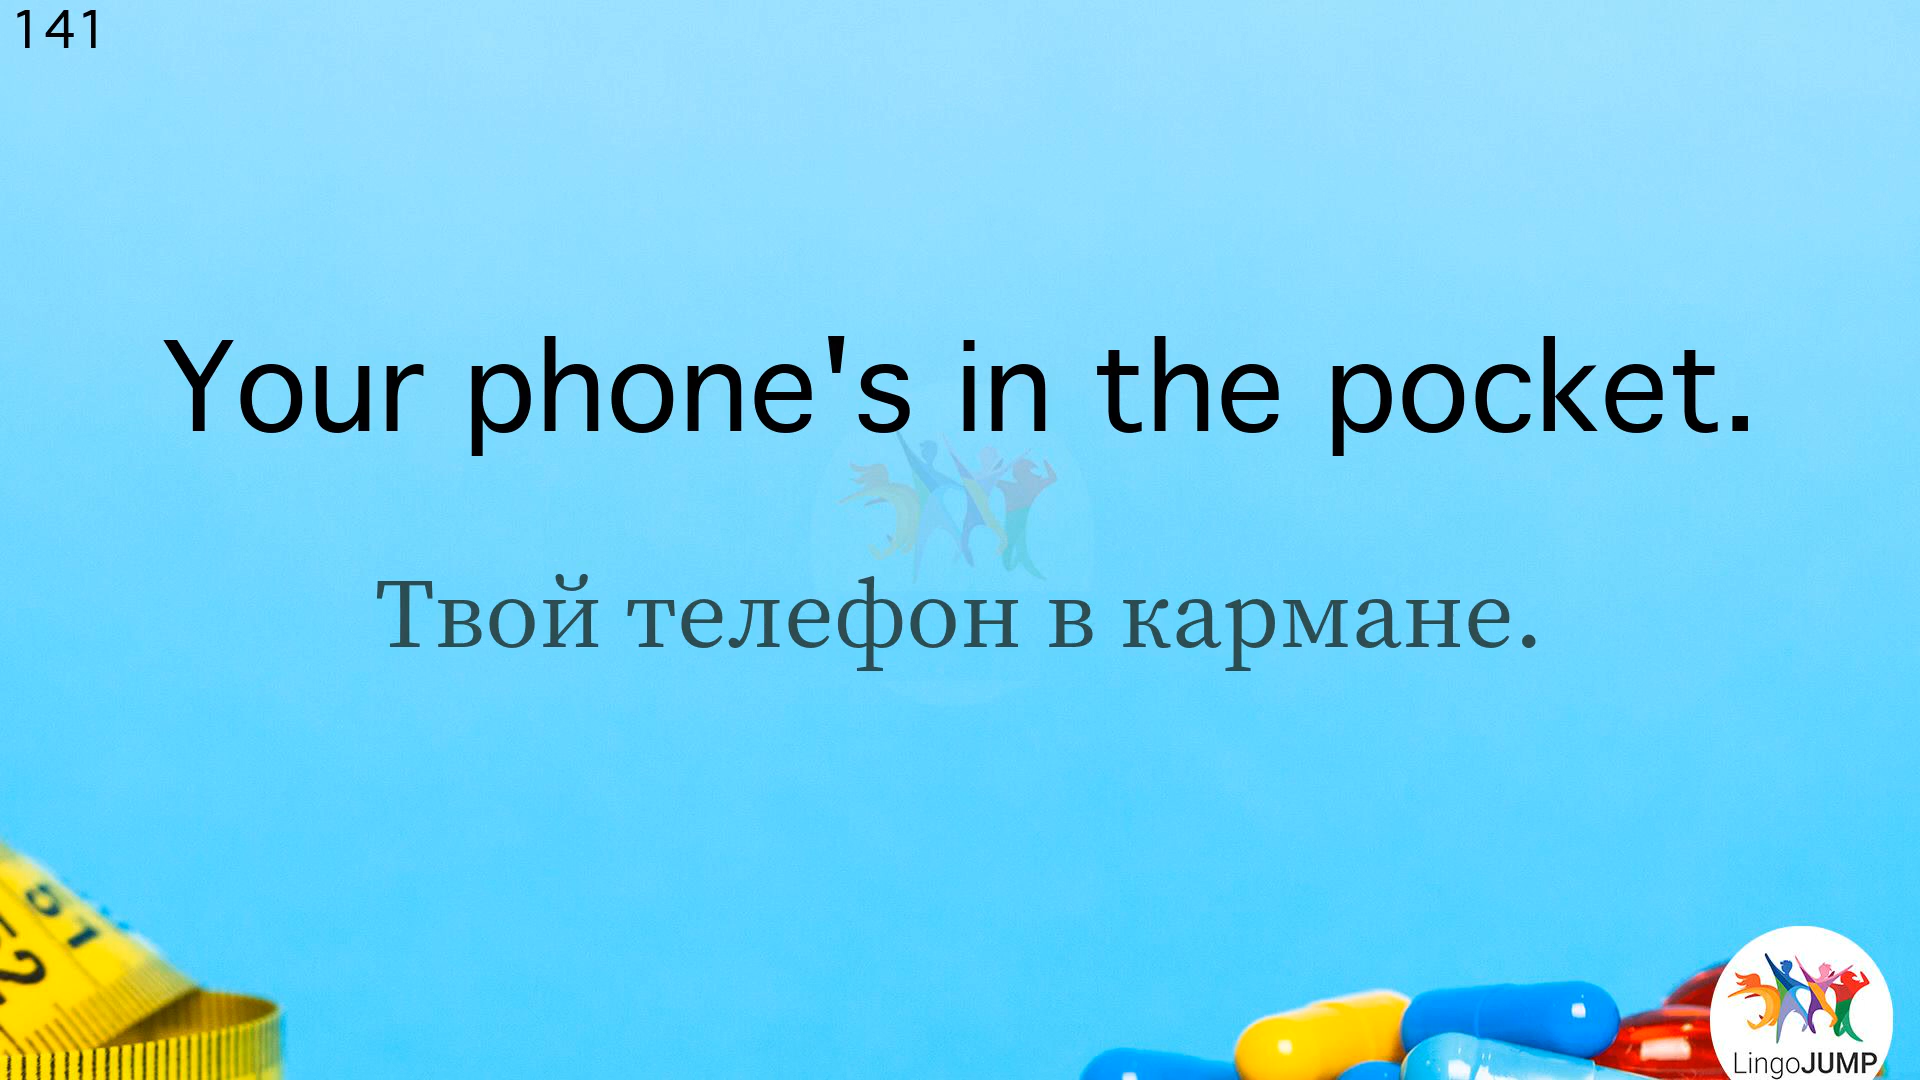 141
Your phone's in the pocket.
Твой телефон в кармане.
LingoJUMP